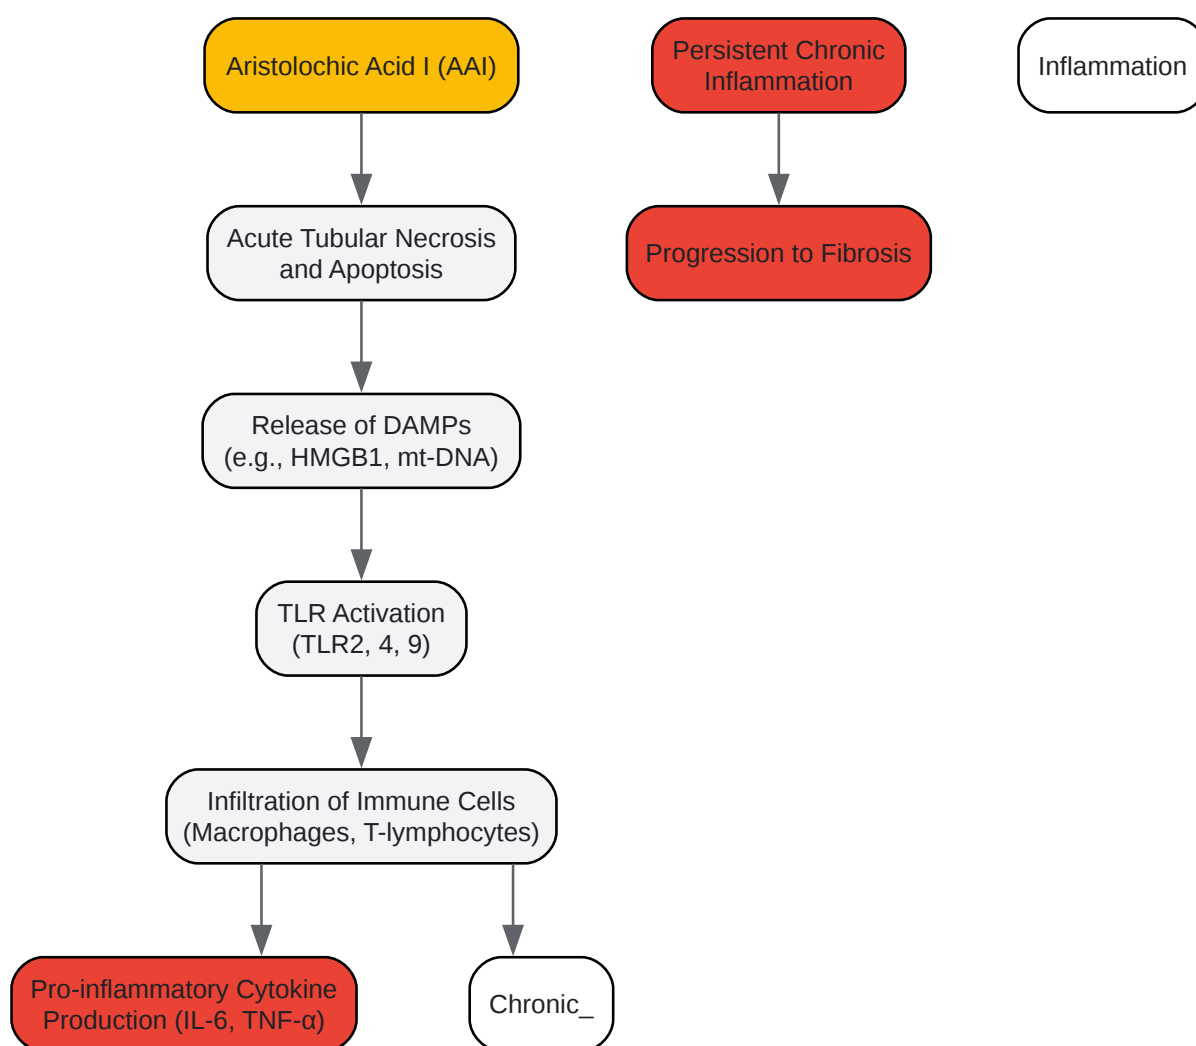 Aristolochic Acid I (AAI)
Persistent Chronic
Inflammation
Inflammation
Acute Tubular Necrosis
and Apoptosis
Progression to Fibrosis
Release of DAMPs
(e.g., HMGB1, mt-DNA)
TLR Activation
(TLR2, 4, 9)
Infiltration of Immune Cells
(Macrophages, T-lymphocytes)
Pro-inflammatory Cytokine
Production (IL-6, TNF-α)
Chronic_